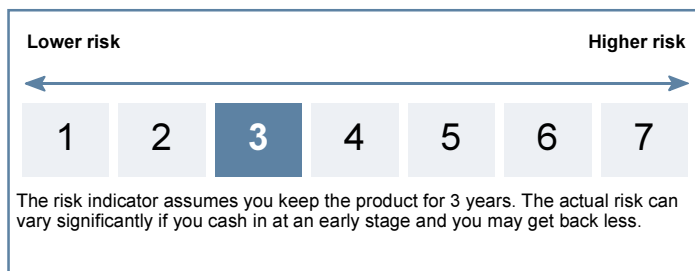 Lower risk Higher risk
1 2 3 4 5 6 7
The risk indicator assumes you keep the product for 3 years. The actual risk can
vary significantly if you cash in at an early stage and you may get back less.